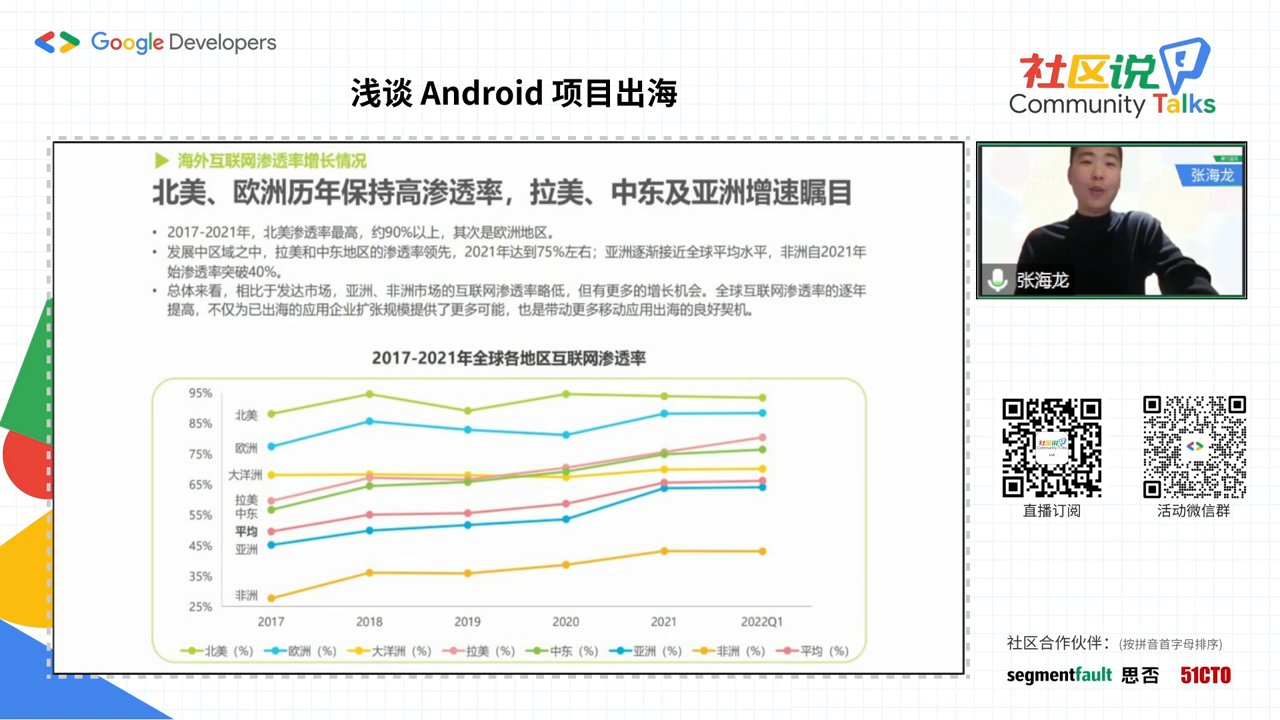 Google Developers
浅谈 Android 项目出海
社区说
Community Talks
海外互联网渗透率增长情况
北美、欧洲历年保持高渗透率，拉美、中东及亚洲增速瞩目
• 2017-2021年，北美渗透率最高，约90%以上，其次是欧洲地区。
• 发展中区域之中，拉美和中东地区的渗透率领先，2021年达到75%左右；亚洲逐渐接近全球平均水平，非洲自2021年
始渗透率突破40%。
• 总体来看，相比于发达市场，亚洲、非洲市场的互联网渗透率略低，但有更多的增长机会。全球互联网渗透率的逐年
提高，不仅为已出海的应用企业扩张规模提供了更多可能，也是带动更多移动应用出海的良好契机。
2017-2021年全球各地区互联网渗透率
95%
85%
75%
65%
55%
45%
35%
25%
北美
欧洲
大洋洲
拉美
中东
平均
亚洲
非洲
2017 2018 2019 2020 2021 2022Q1
北美（%） 欧洲（%） 大洋洲（%） 拉美（%） 中东（%） 亚洲（%） 非洲（%） 平均（%）
张海龙
张海龙
直播订阅
活动微信群
社区合作伙伴：(按拼音首字母排序)
segmentfault 思否 51CTO